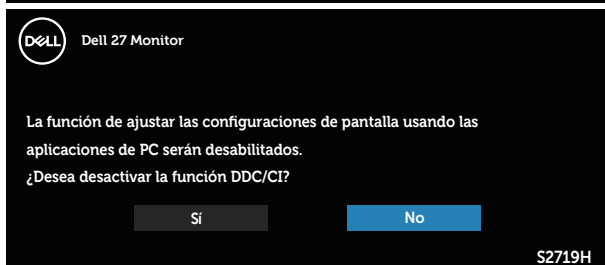 DELL
Dell 27 Monitor
La función de ajustar las configuraciones de pantalla usando las
aplicaciones de PC serán desabilitados.
¿Desea desactivar la función DDC/CI?
Sí No
S2719H